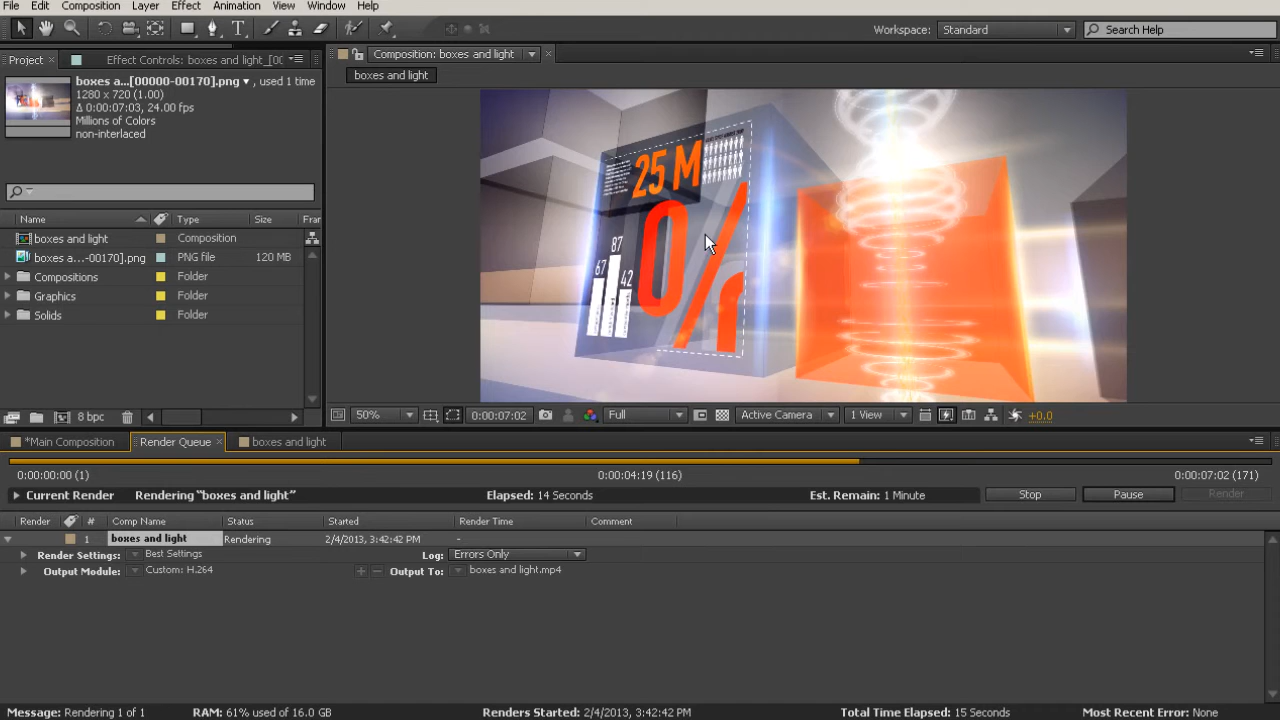 File Edit Composition Layer Effect Animation View Window Help
Workspace: Standard Search Help
Project × Effect Controls: boxes and light_[0(
Composition: boxes and light
boxes a...[00000-00170].png ▾, used 1 time
1280 x 720 (1.00)
Δ 0:00:07:03, 24.00 fps
Millions of Colors
non-interlaced
boxes and light
25 M
0%
87
67
42
Name Type Size Frar
boxes and light Composition
boxes a...-00170].png PNG file 120 MB
Compositions Folder
Graphics Folder
Solids Folder
8 bpc
50% 0:00:07:02 Full Active Camera 1 View +0.0
*Main Composition Render Queue × boxes and light
0:00:00:00 (1) 0:00:04:19 (116) 0:00:07:02 (171)
Current Render Rendering “boxes and light” Elapsed: 14 Seconds Est. Remain: 1 Minute Stop Pause Render
Render # Comp Name Status Started Render Time Comment
1 boxes and light Rendering 2/4/2013, 3:42:42 PM -
Render Settings: Best Settings Log: Errors Only
Output Module: Custom: H.264 + – Output To: boxes and light.mp4
Message: Rendering 1 of 1 RAM: 61% used of 16.0 GB Renders Started: 2/4/2013, 3:42:42 PM Total Time Elapsed: 15 Seconds Most Recent Error: None